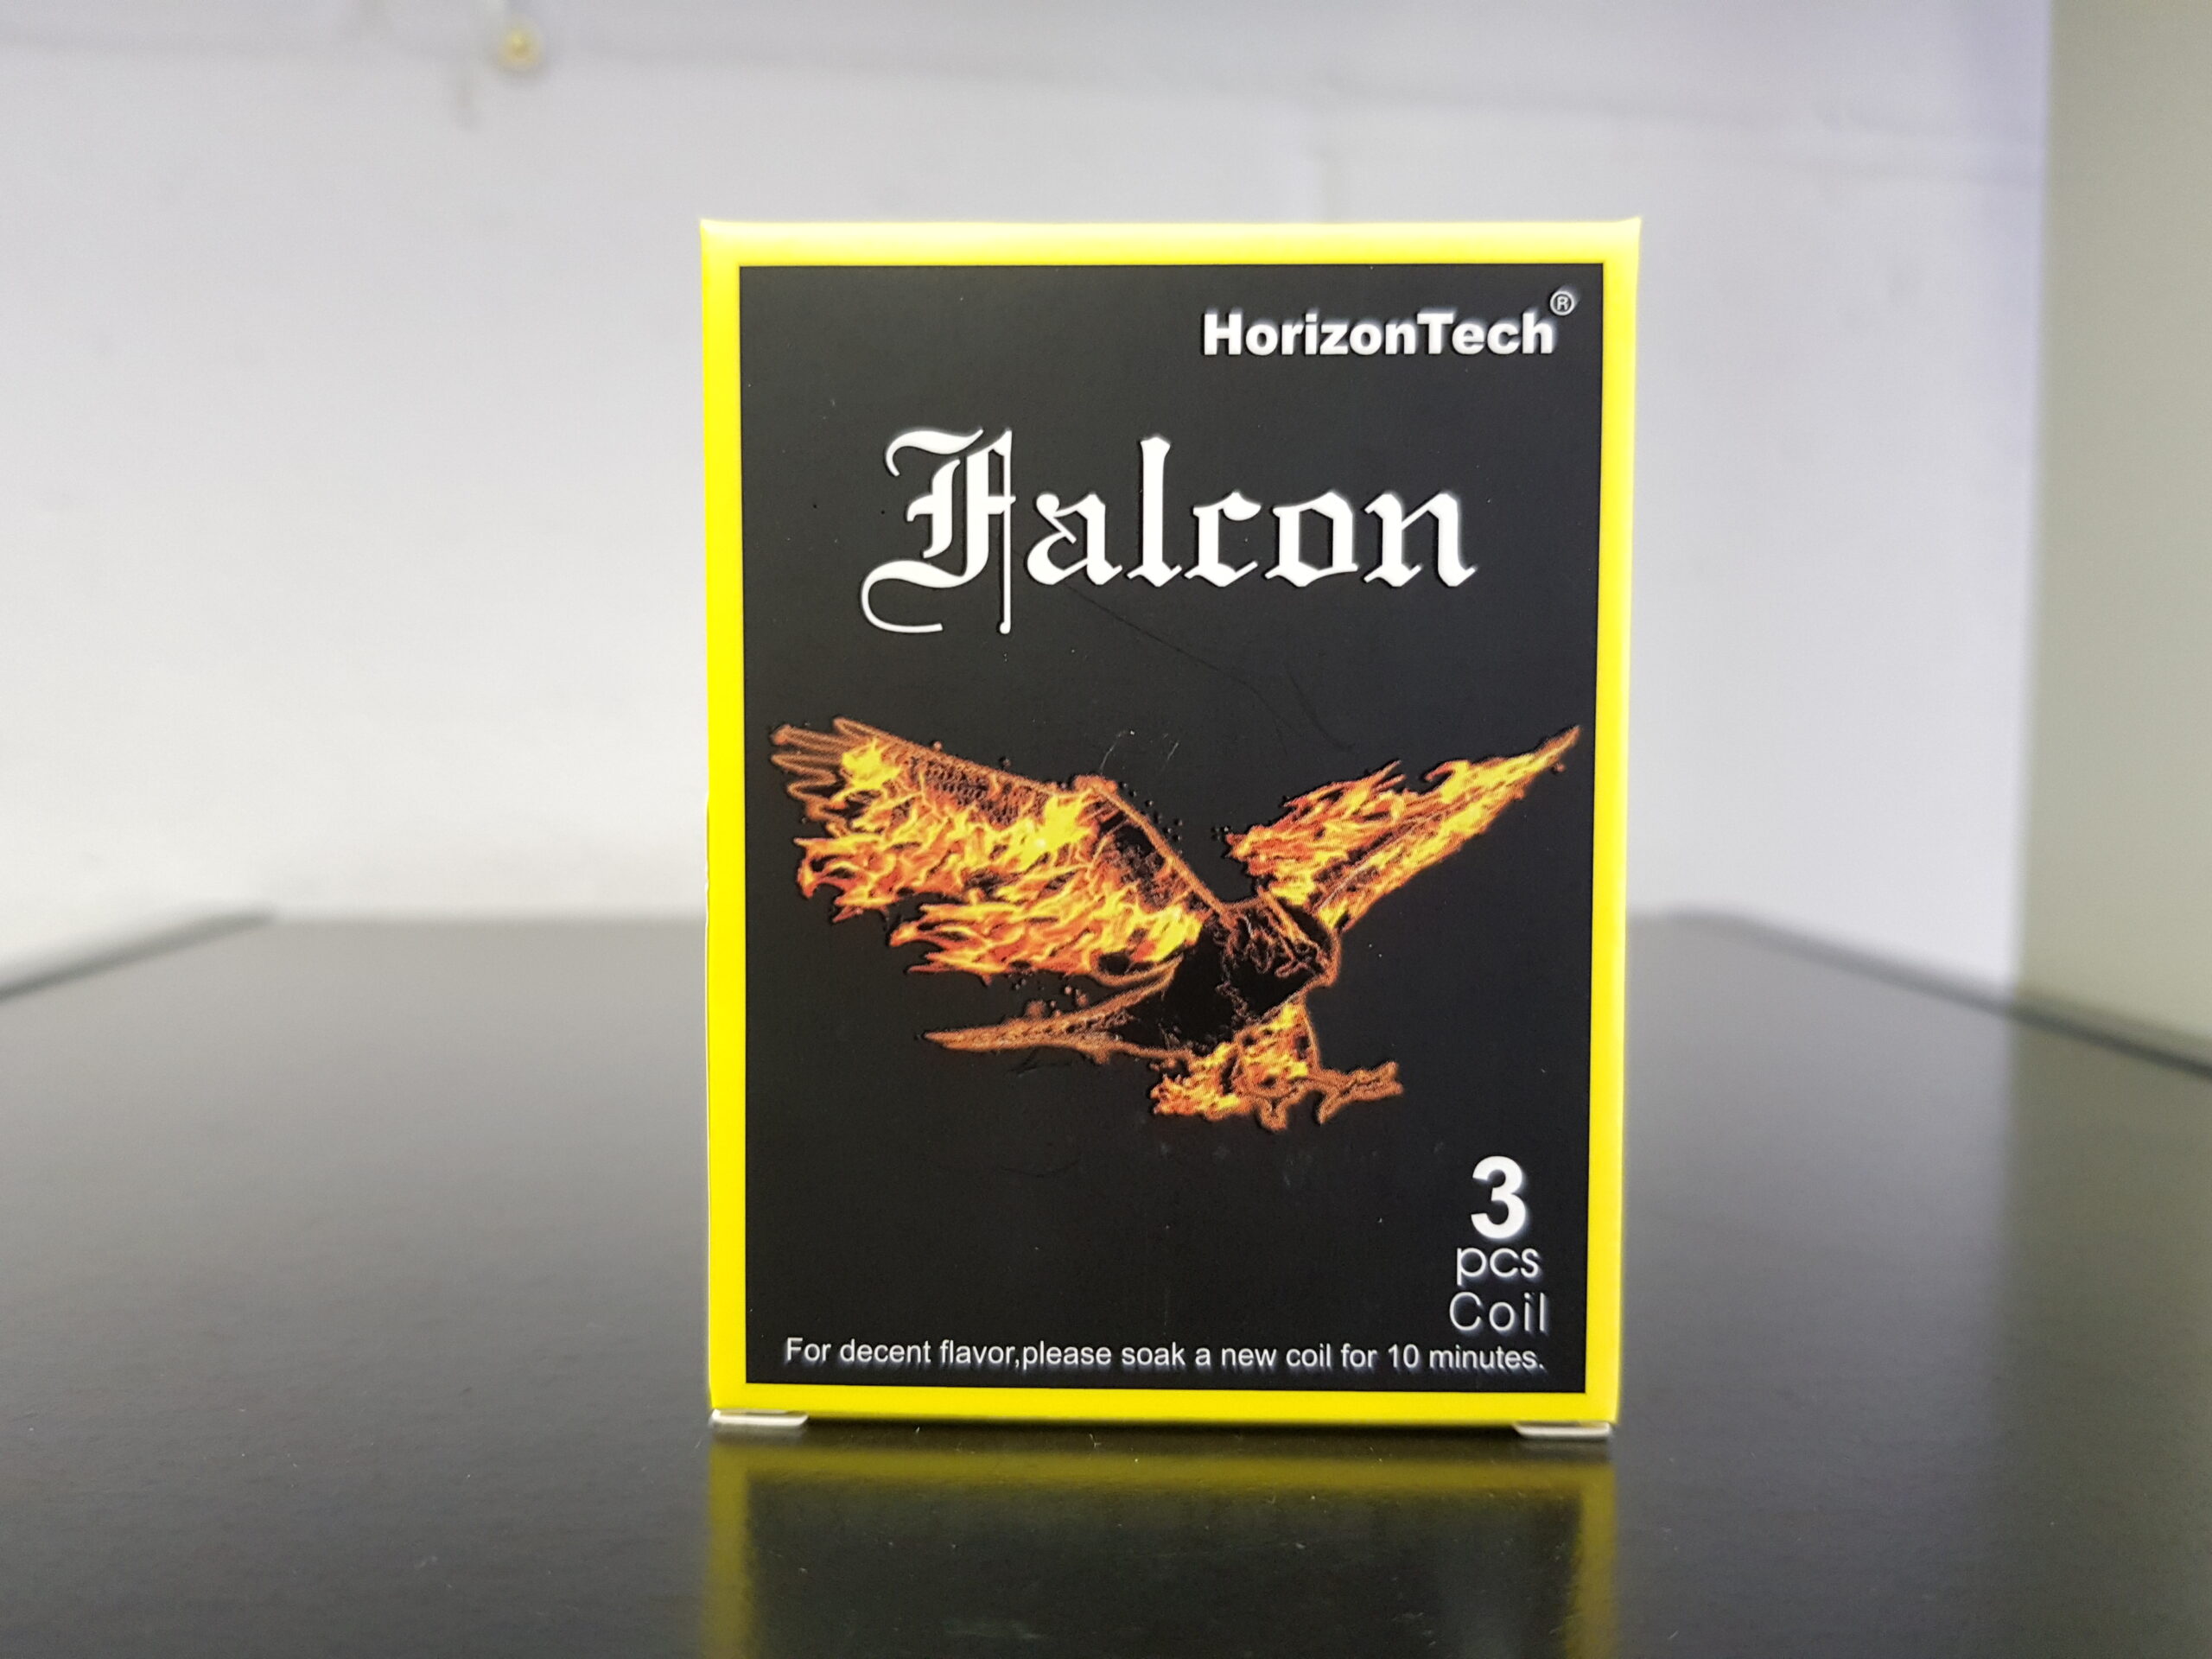 HorizonTech®
Falcon
3
pcs
Coil
For decent flavor,please soak a new coil for 10 minutes.